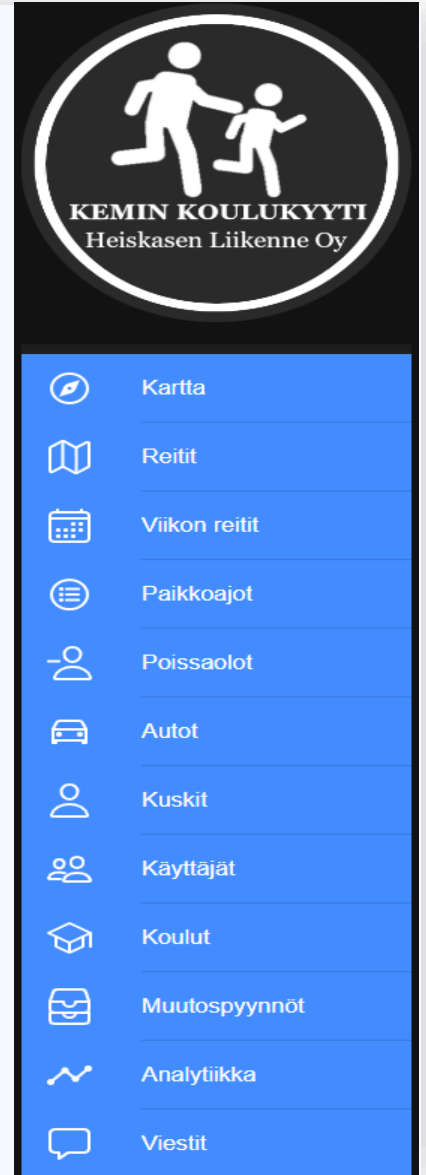 KEMIN KOULUKYYTI
Heiskasen Liikenne Oy
Kartta
Reitit
Viikon reitit
Paikkoajot
Poissaolot
Autot
Kuskit
Käyttäjät
Koulut
Muutospyynnöt
Analytiikka
Viestit